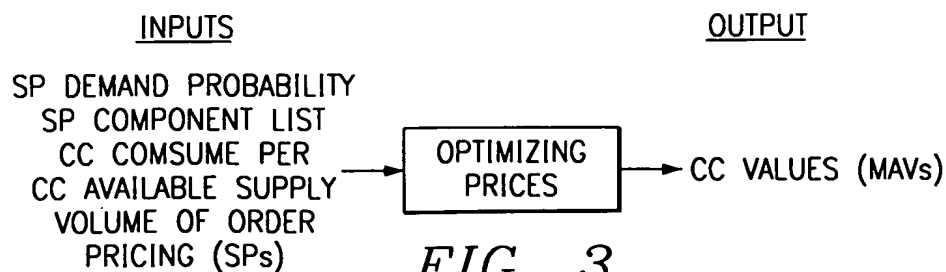 INPUTS
OUTPUT
SP DEMAND PROBABILITY
SP COMPONENT LIST
CC COMSUME PER
CC AVAILABLE SUPPLY
VOLUME OF ORDER
PRICING (SPs)
OPTIMIZING
PRICES
CC VALUES (MAVs)
FIG. 3